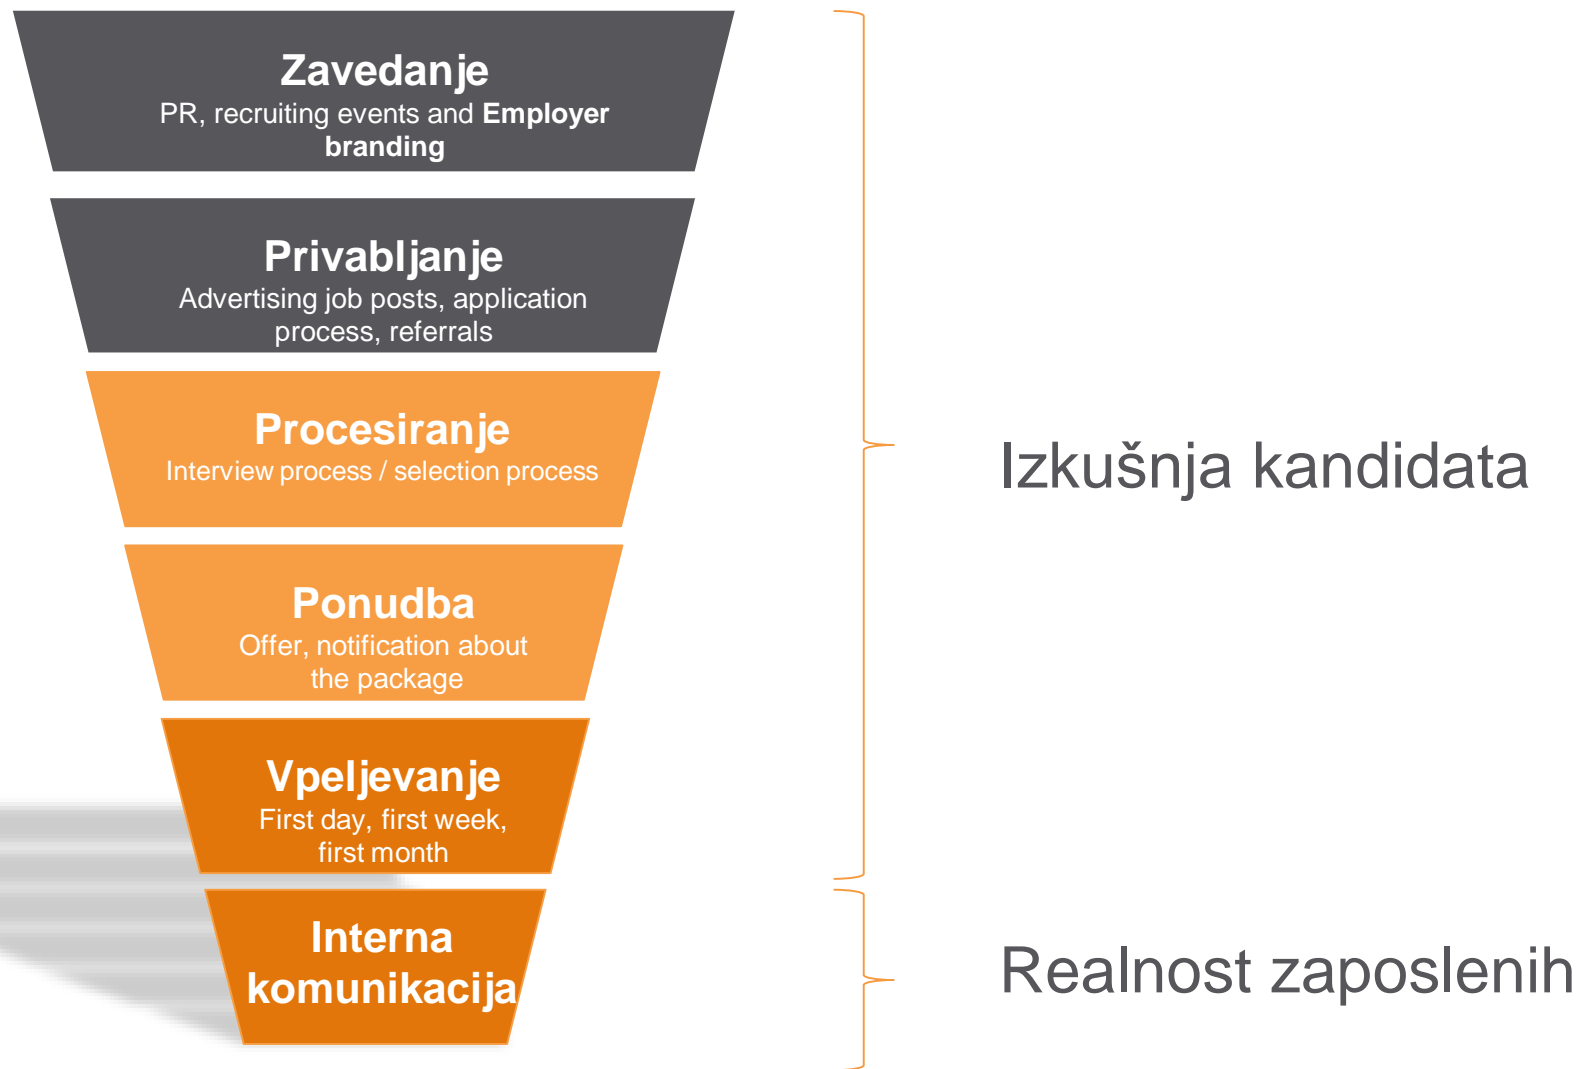 Zavedanje
PR, recruiting events and Employer
branding
Privabljanje
Advertising job posts, application
process, referrals
Procesiranje
Interview process / selection process
Ponudba
Offer, notification about
the package
Vpeljevanje
First day, first week,
first month
Interna
komunikacija
Izkušnja kandidata
Realnost zaposlenih